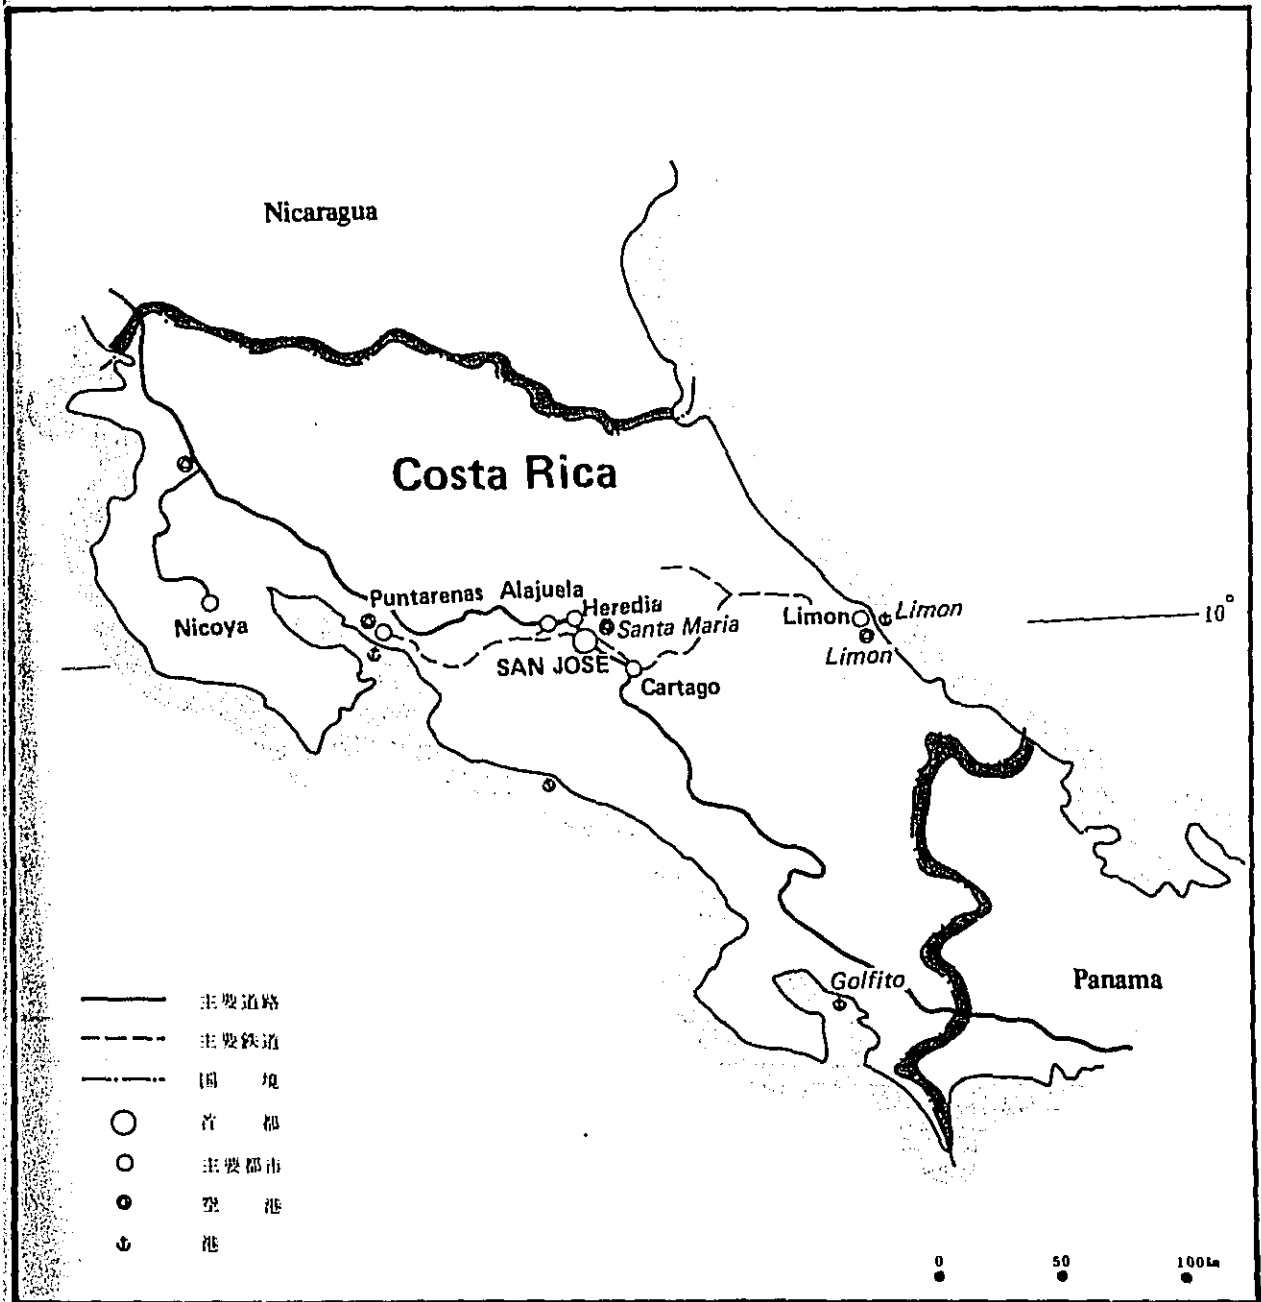 Nicaragua
Costa Rica
Puntarenas
Alajuela
Heredia
Santa Maria
Nicoya
SAN JOSE
Cartago
Limon
Limon
Limon
10°
Golfito
Panama
主要道路
主要鉄道
国 境
首 都
主要都市
空 港
港
0 50 100km